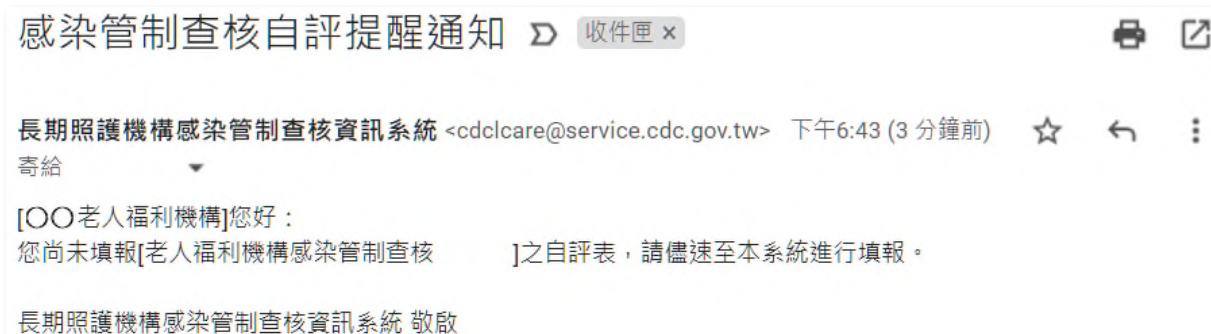 感染管制查核自評提醒通知 收件匣 ×
長期照護機構感染管制查核資訊系統 <cdclcare@service.cdc.gov.tw> 下午6:43 (3 分鐘前)
寄給
[〇〇老人福利機構]您好：
您尚未填報[老人福利機構感染管制查核 ]之自評表，請儘速至本系統進行填報。
長期照護機構感染管制查核資訊系統 敬啟